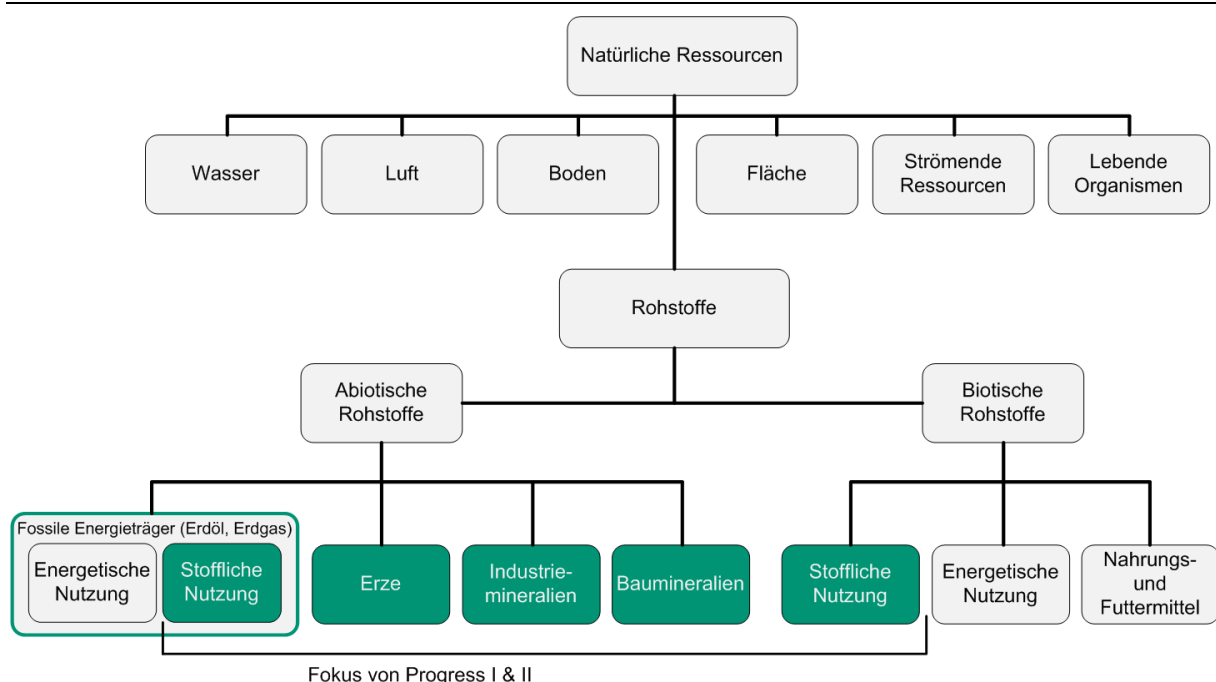 Natürliche Ressourcen
Wasser
Luft
Boden
Fläche
Strömende
Ressourcen
Lebende
Organismen
Rohstoffe
Abiotische
Rohstoffe
Biotische
Rohstoffe
Fossile Energieträger (Erdöl, Erdgas)
Energetische
Nutzung
Stoffliche
Nutzung
Erze
Industrie-
mineralien
Baumineralien
Stoffliche
Nutzung
Energetische
Nutzung
Nahrungs-
und
Futtermittel
Fokus von Progress I & II